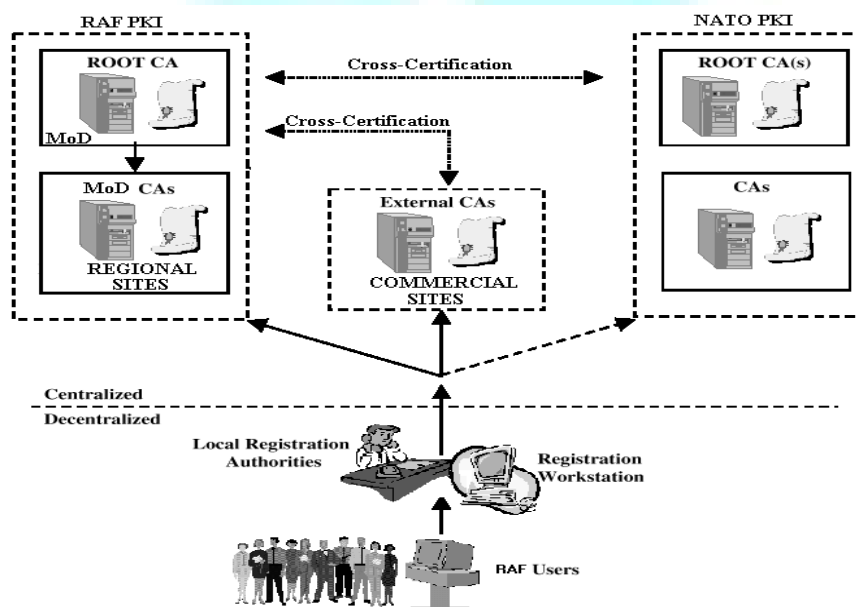 RAF PKI
NATO PKI
ROOT CA
MoD
Cross-Certification
ROOT CA(s)
Cross-Certification
MoD CAs
REGIONAL
SITES
External CAs
COMMERCIAL
SITES
CAs
Centralized
Decentralized
Local Registration
Authorities
Registration
Workstation
RAF Users